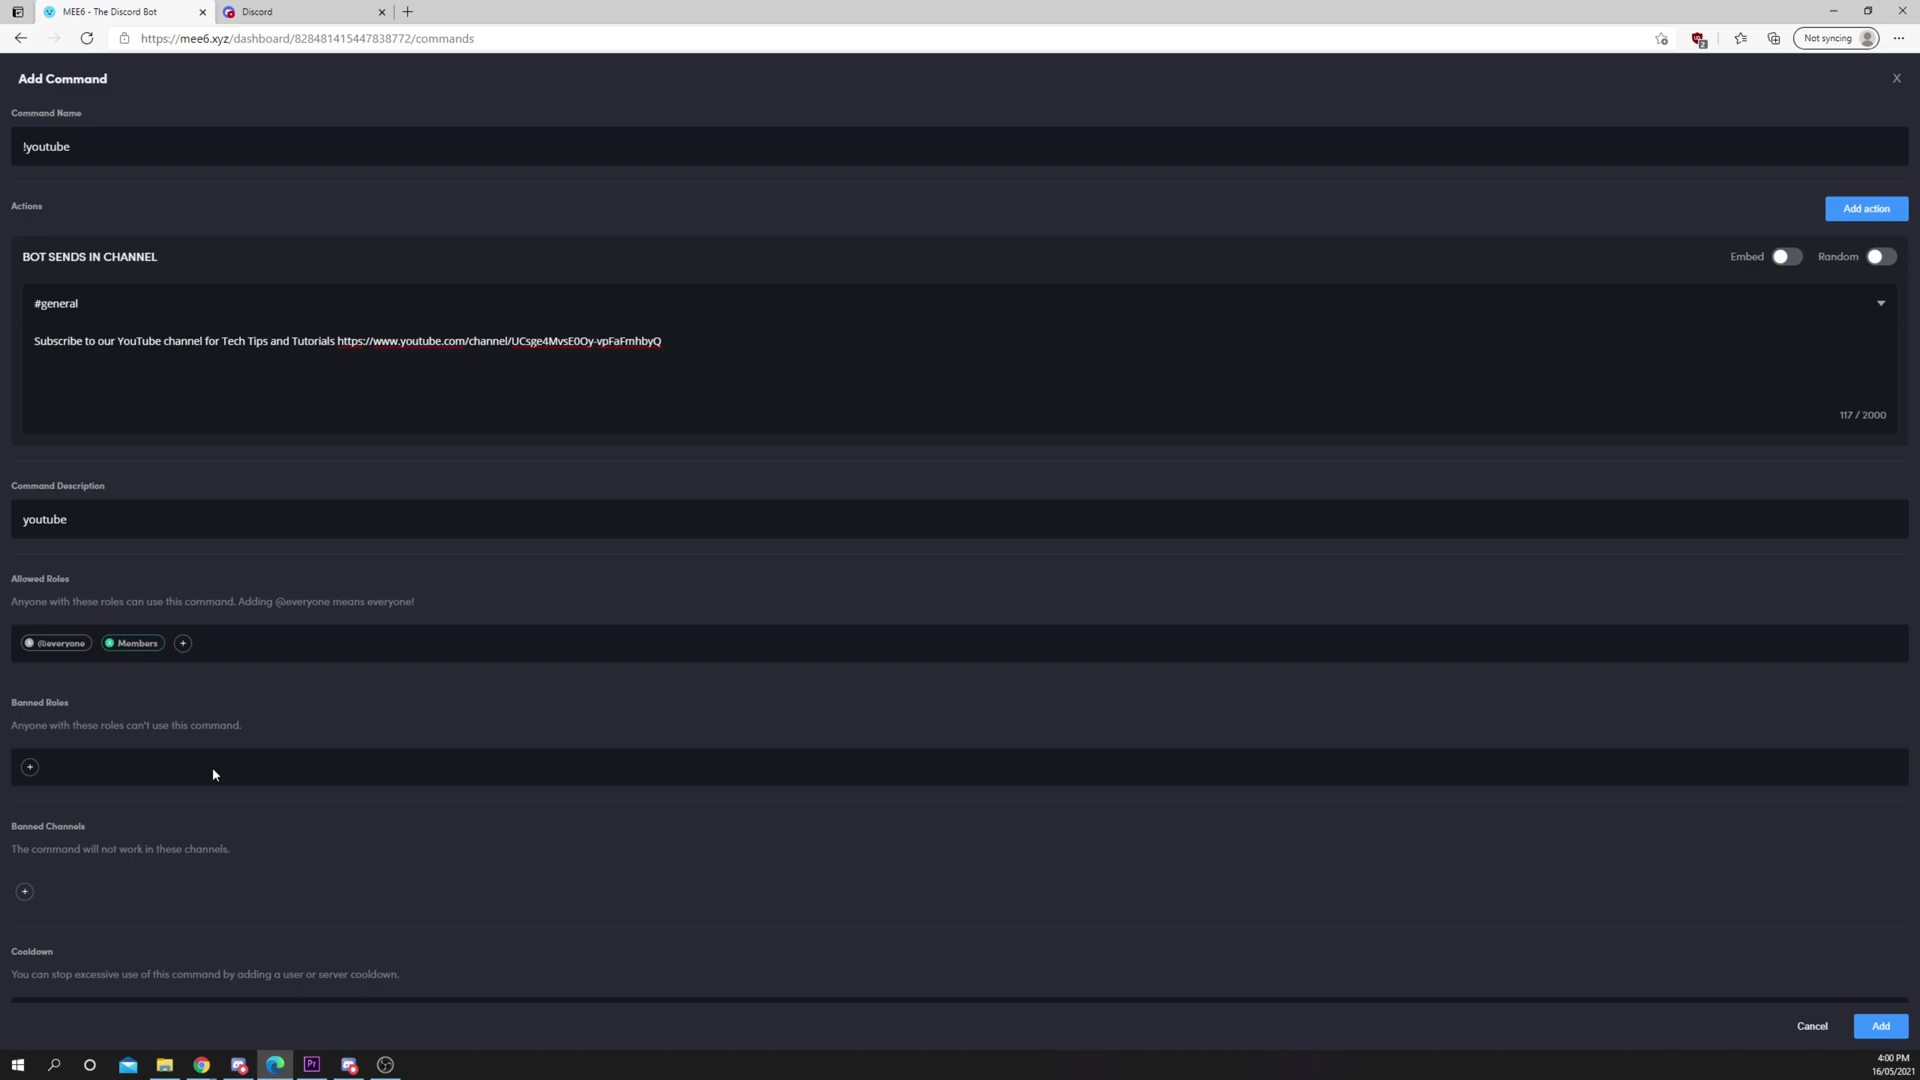 MEE6 - The Discord Bot
Discord
https://mee6.xyz/dashboard/828481415447838772/commands
2
Not syncing
Add Command
X
Command Name
!youtube
Actions
Add action
BOT SENDS IN CHANNEL
Embed
Random
#general
Subscribe to our YouTube channel for Tech Tips and Tutorials https://www.youtube.com/channel/UCsge4MvsE0Oy-vpFaFmhbyQ
117 / 2000
Command Description
youtube
Allowed Roles
Anyone with these roles can use this command. Adding @everyone means everyone!
@everyone
Members
Banned Roles
Anyone with these roles can't use this command.
Banned Channels
The command will not work in these channels.
Cooldown
You can stop excessive use of this command by adding a user or server cooldown.
Cancel
Add
Pr
4:00 PM
16/05/2021